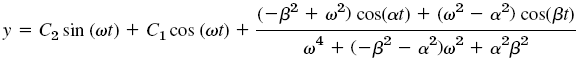 y = C₂ sin (ωt) + C₁ cos (ωt) + ((-β² + ω²) cos(αt) + (ω² − α²) cos(βt)) / (ω⁴ + (-β² − α²)ω² + α²β²)